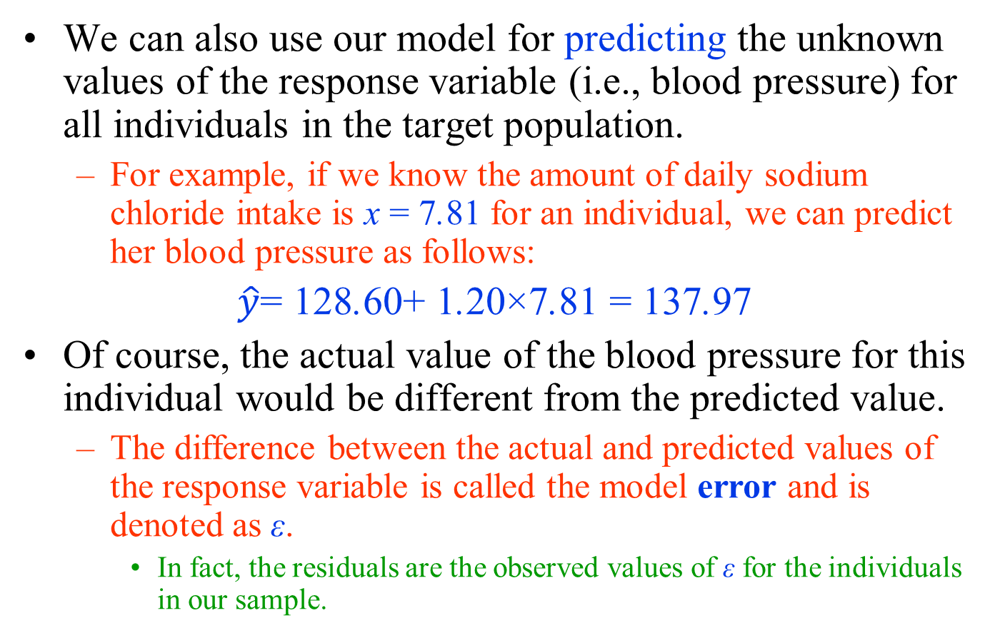 • We can also use our model for predicting the unknown
values of the response variable (i.e., blood pressure) for
all individuals in the target population.
– For example, if we know the amount of daily sodium
chloride intake is x = 7.81 for an individual, we can predict
her blood pressure as follows:
ŷ= 128.60+ 1.20×7.81 = 137.97
• Of course, the actual value of the blood pressure for this
individual would be different from the predicted value.
– The difference between the actual and predicted values of
the response variable is called the model error and is
denoted as ε.
• In fact, the residuals are the observed values of ε for the individuals
in our sample.